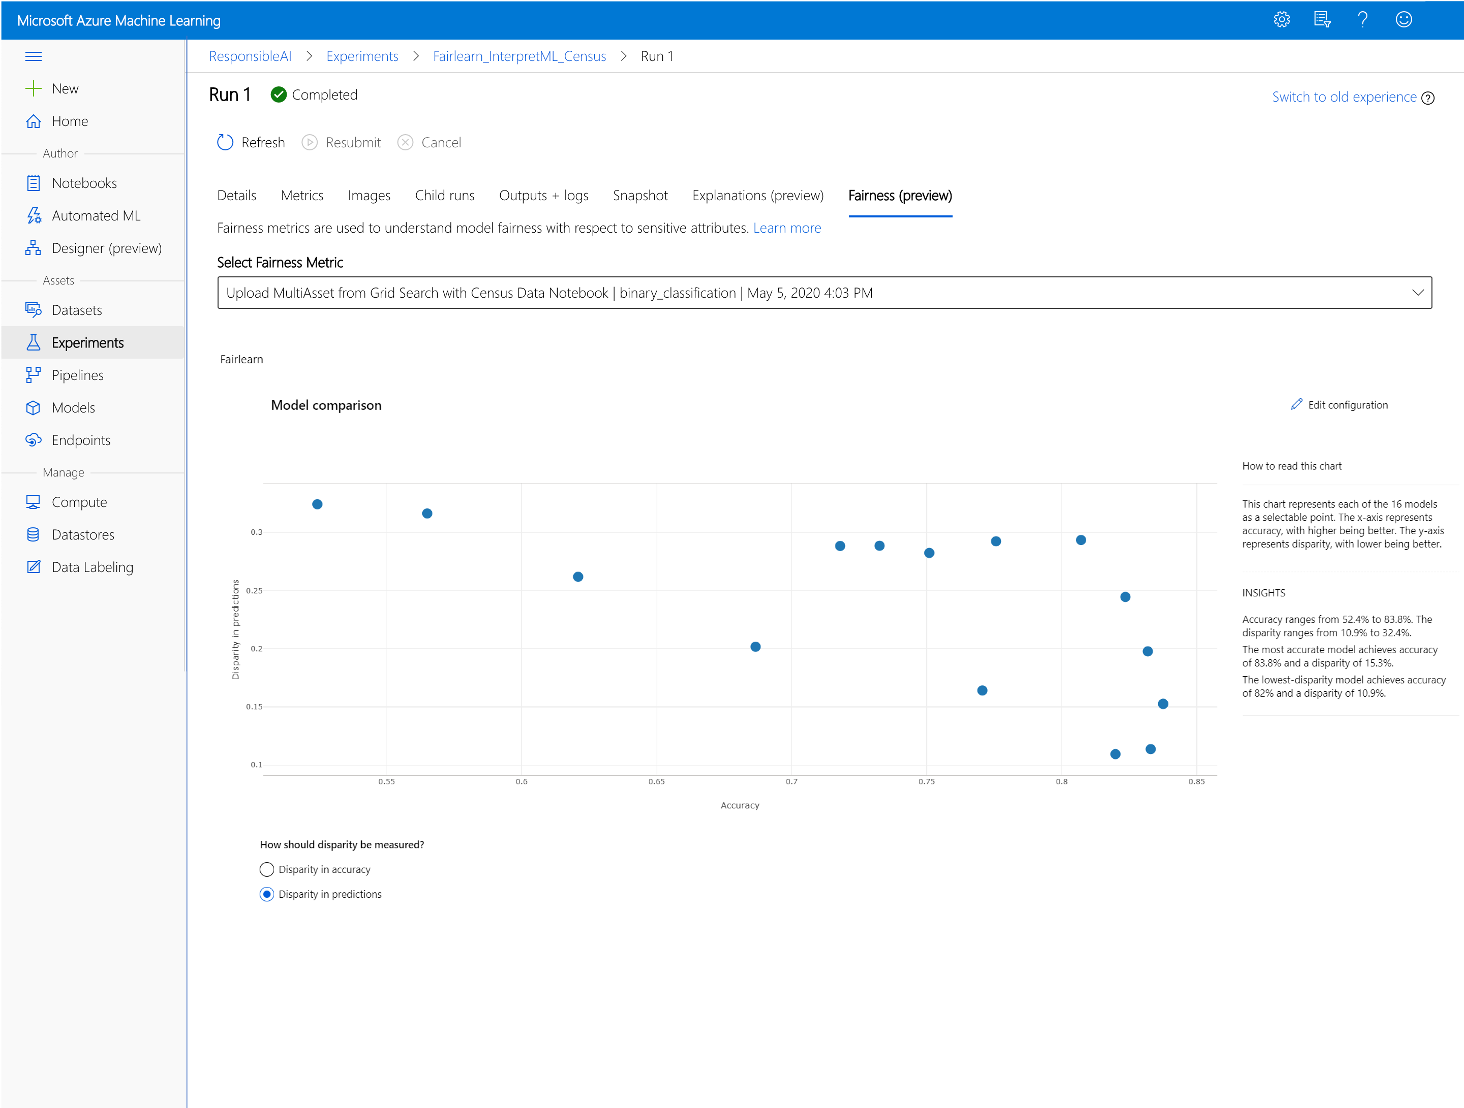 Microsoft Azure Machine Learning
ResponsibleAI > Experiments > Fairlearn_InterpretML_Census > Run 1
New
Home
Author
Notebooks
Automated ML
Designer (preview)
Assets
Datasets
Experiments
Pipelines
Models
Endpoints
Manage
Compute
Datastores
Data Labeling
Run 1 Completed
Switch to old experience
Refresh Resubmit Cancel
Details Metrics Images Child runs Outputs + logs Snapshot Explanations (preview) Fairness (preview)
Fairness metrics are used to understand model fairness with respect to sensitive attributes. Learn more
Select Fairness Metric
Upload MultiAsset from Grid Search with Census Data Notebook | binary_classification | May 5, 2020 4:03 PM
Fairlearn
Model comparison
Edit configuration
Disparity in predictions
0.3
0.25
0.2
0.15
0.1
0.55 0.6 0.65 0.7 0.75 0.8 0.85
Accuracy
How to read this chart
This chart represents each of the 16 models
as a selectable point. The x-axis represents
accuracy, with higher being better. The y-axis
represents disparity, with lower being better.
INSIGHTS
Accuracy ranges from 52.4% to 83.8%. The
disparity ranges from 10.9% to 32.4%.
The most accurate model achieves accuracy
of 83.8% and a disparity of 15.3%.
The lowest-disparity model achieves accuracy
of 82% and a disparity of 10.9%.
How should disparity be measured?
Disparity in accuracy
Disparity in predictions